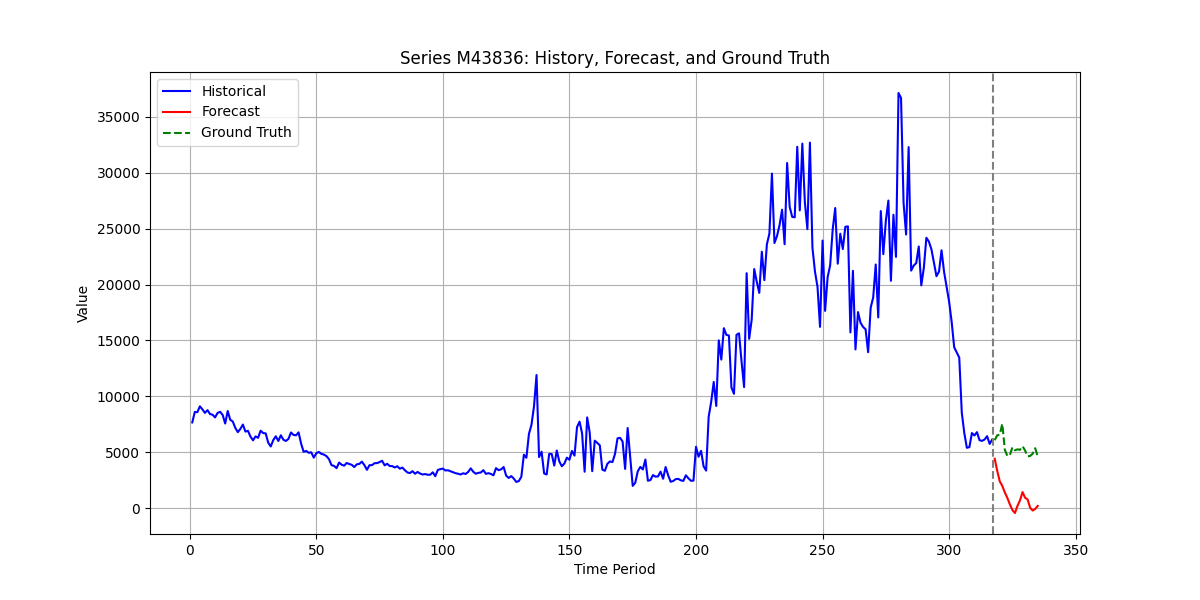 Series M43836: History, Forecast, and Ground Truth
Historical
Forecast
Ground Truth
35000
30000
25000
20000
15000
10000
5000
0
Value
0 50 100 150 200 250 300 350
Time Period